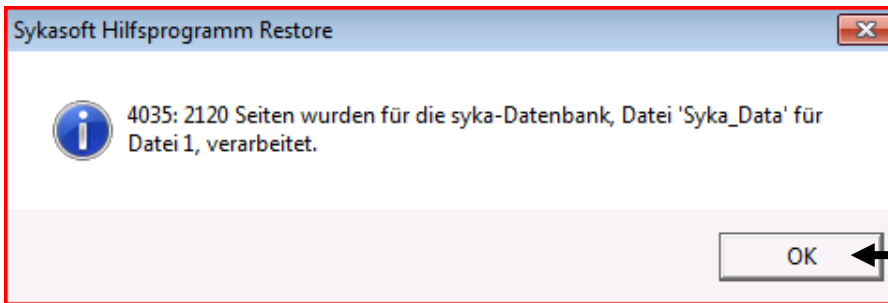 Sykasoft Hilfsprogramm Restore
4035: 2120 Seiten wurden für die syka-Datenbank, Datei 'Syka_Data' für
Datei 1, verarbeitet.
OK